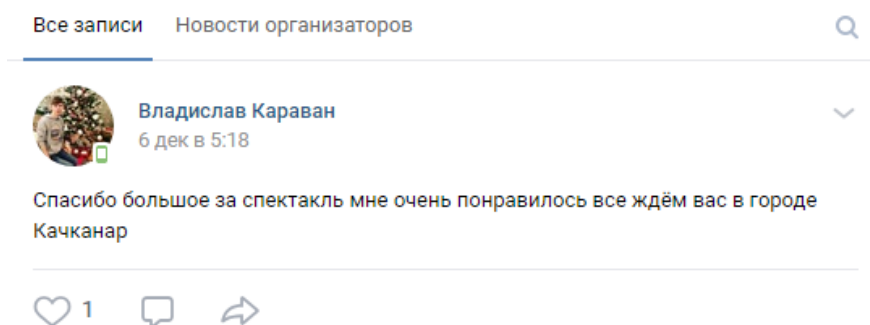 Все записи Новости организаторов
Владислав Караван
6 дек в 5:18
Спасибо большое за спектакль мне очень понравилось все ждём вас в городе
Качканар
1